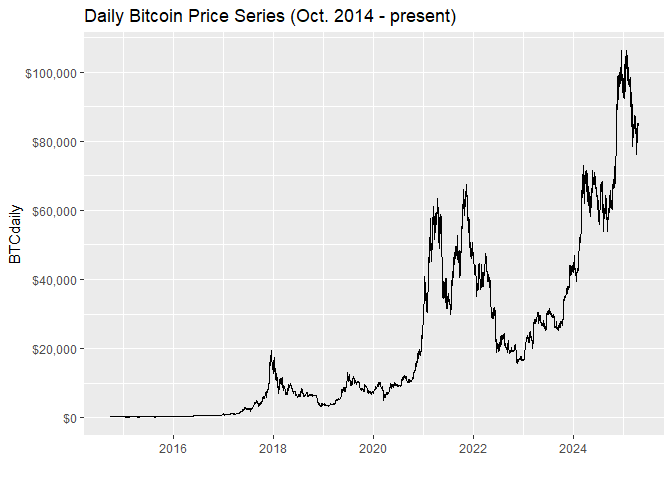 Daily Bitcoin Price Series (Oct. 2014 - present)
$100,000
$80,000
$60,000
$40,000
$20,000
$0
BTCdaily
2016 2018 2020 2022 2024